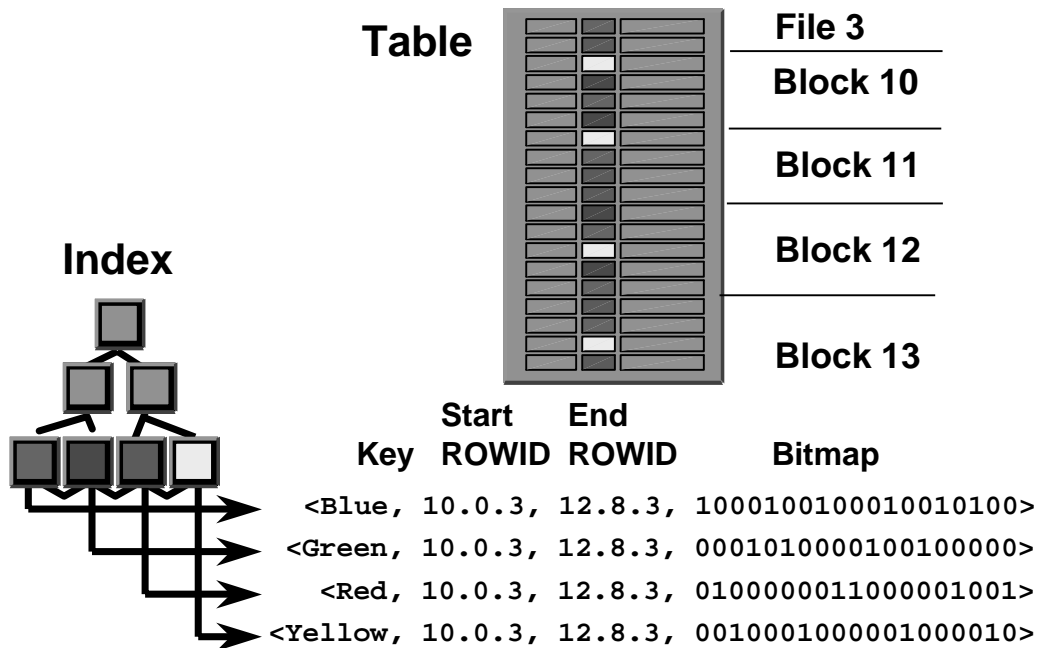 Table
File 3
Block 10
Block 11
Block 12
Block 13
Index
Start End
Key ROWID ROWID Bitmap
<Blue, 10.0.3, 12.8.3, 1000100100010010100>
<Green, 10.0.3, 12.8.3, 0001010000100100000>
<Red, 10.0.3, 12.8.3, 0100000011000001001>
<Yellow, 10.0.3, 12.8.3, 0010001000001000010>